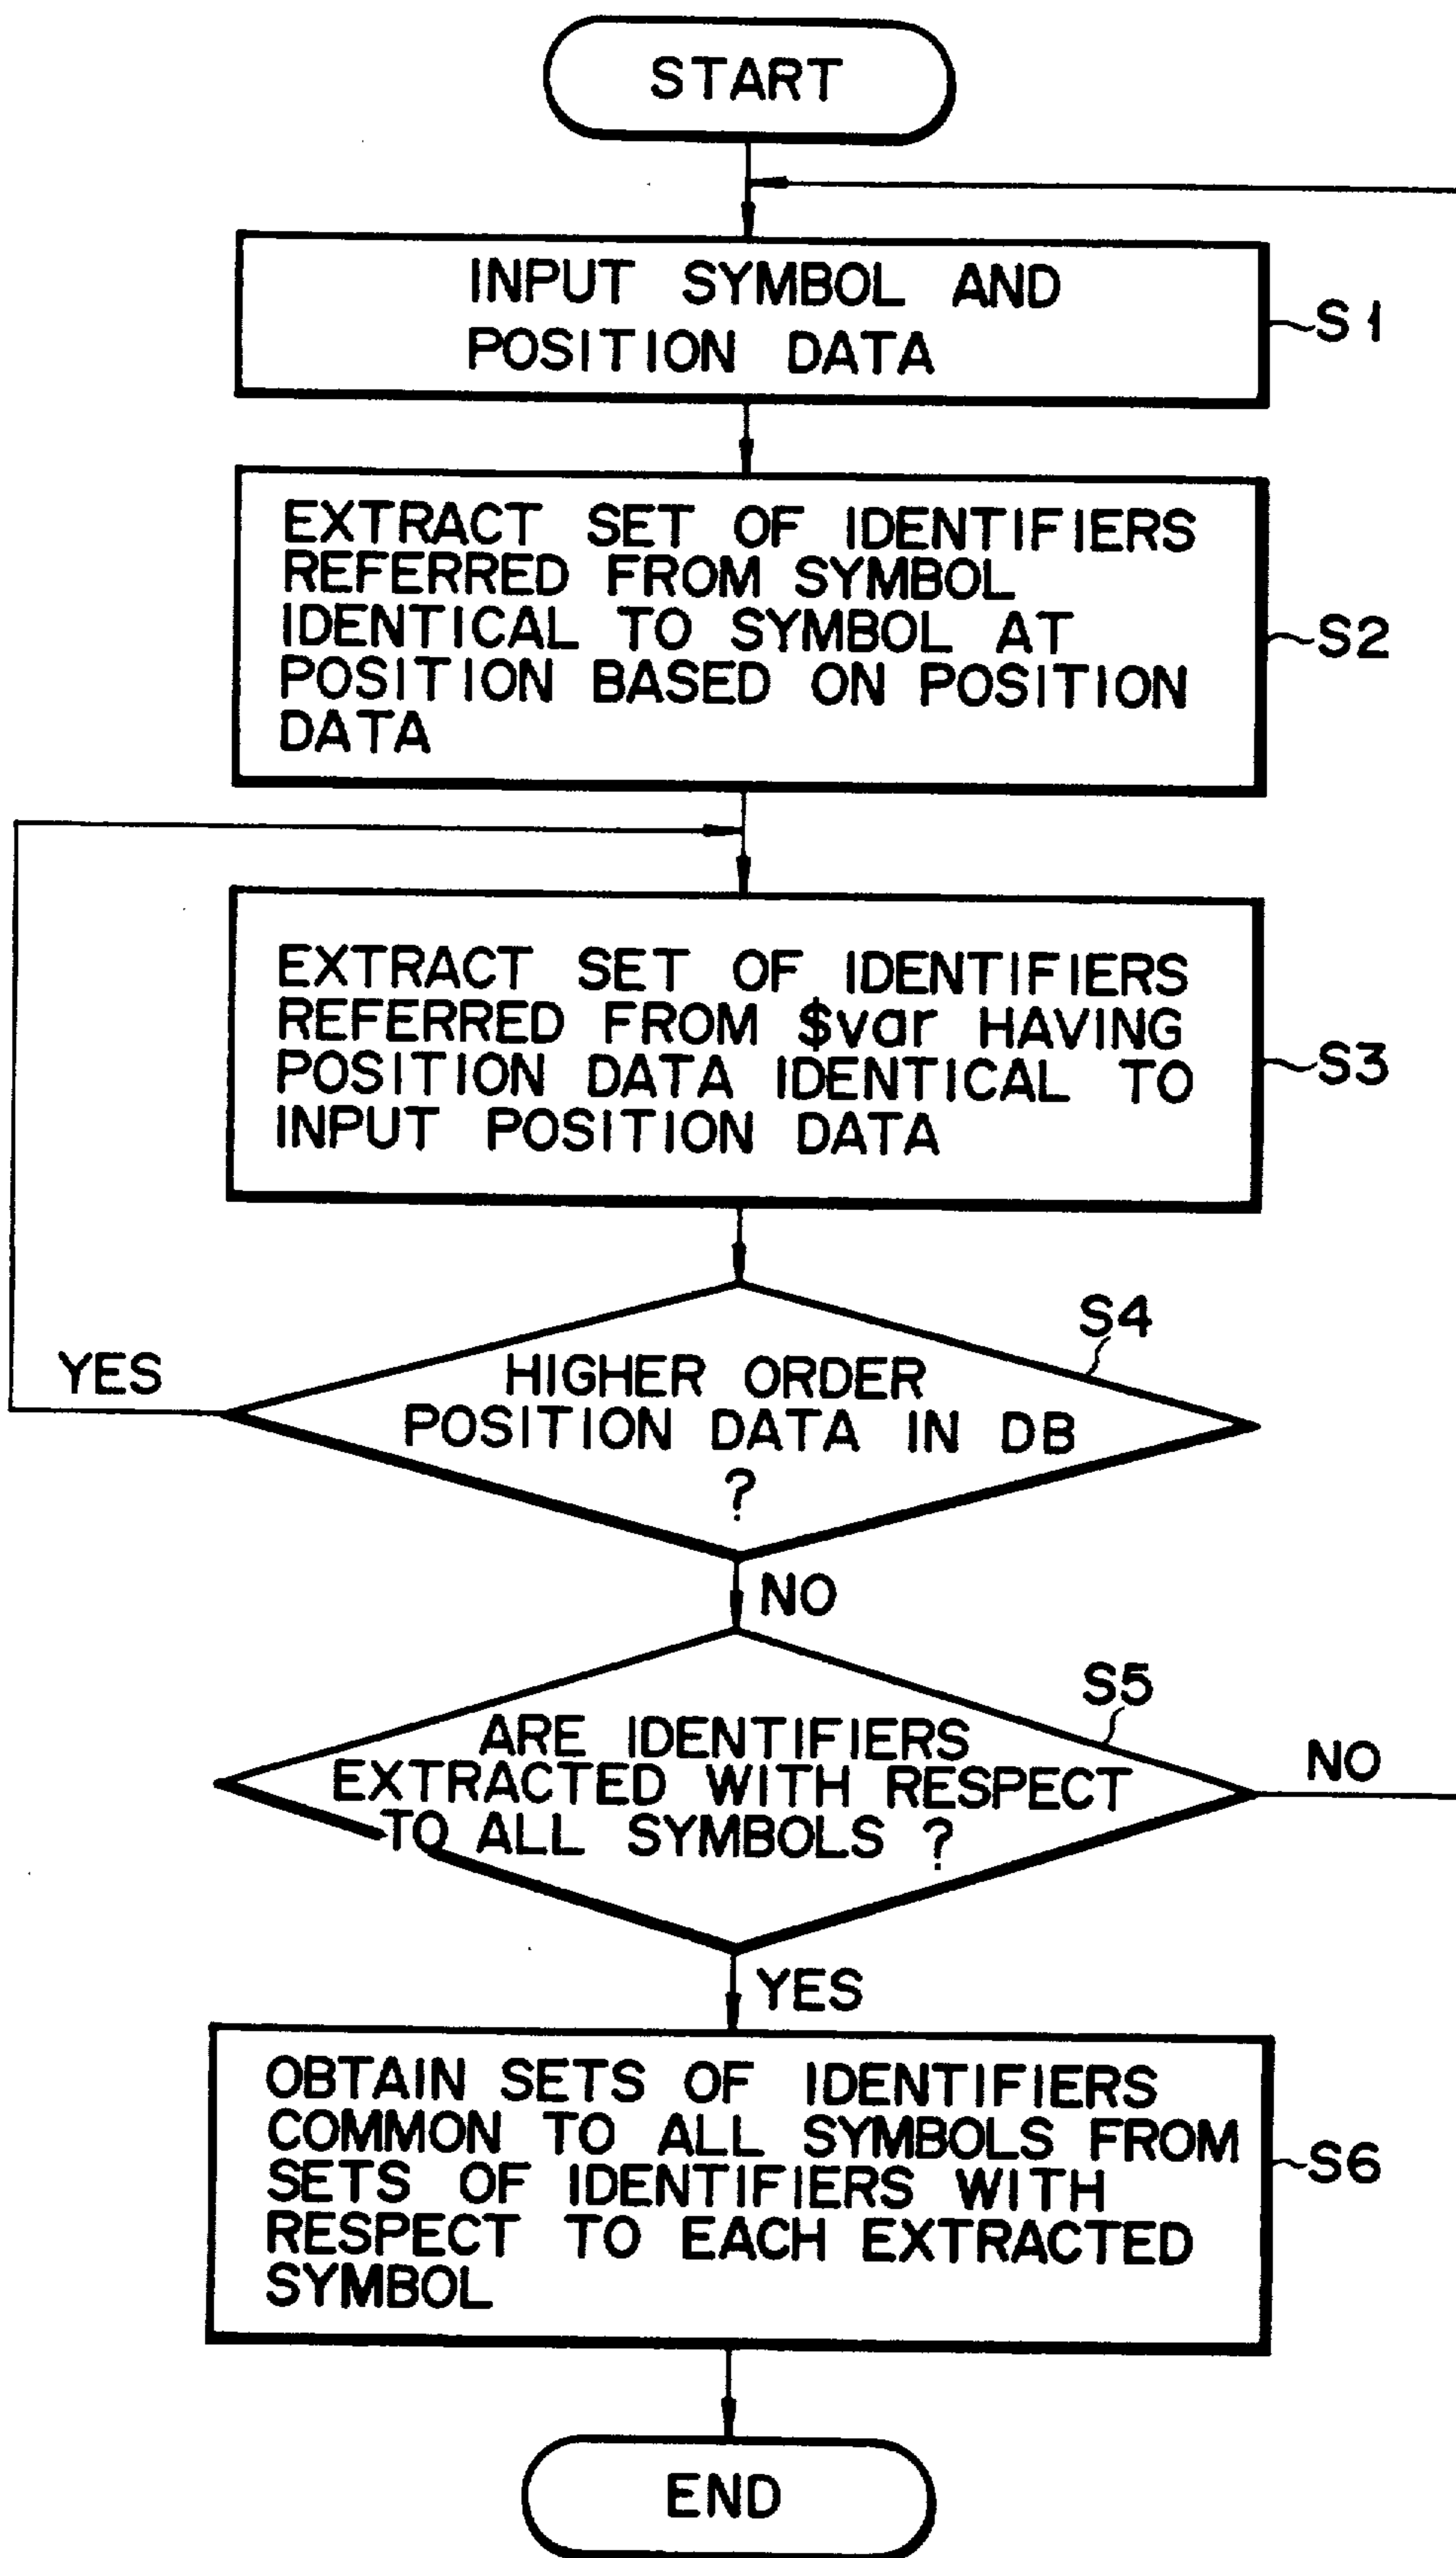 START
INPUT SYMBOL AND
POSITION DATA
S1
EXTRACT SET OF IDENTIFIERS
REFERRED FROM SYMBOL
IDENTICAL TO SYMBOL AT
POSITION BASED ON POSITION
DATA
S2
EXTRACT SET OF IDENTIFIERS
REFERRED FROM $var HAVING
POSITION DATA IDENTICAL TO
INPUT POSITION DATA
S3
S4
YES
HIGHER ORDER
POSITION DATA IN DB
?
NO
S5
ARE IDENTIFIERS
EXTRACTED WITH RESPECT
TO ALL SYMBOLS ?
NO
YES
OBTAIN SETS OF IDENTIFIERS
COMMON TO ALL SYMBOLS FROM
SETS OF IDENTIFIERS WITH
RESPECT TO EACH EXTRACTED
SYMBOL
S6
END